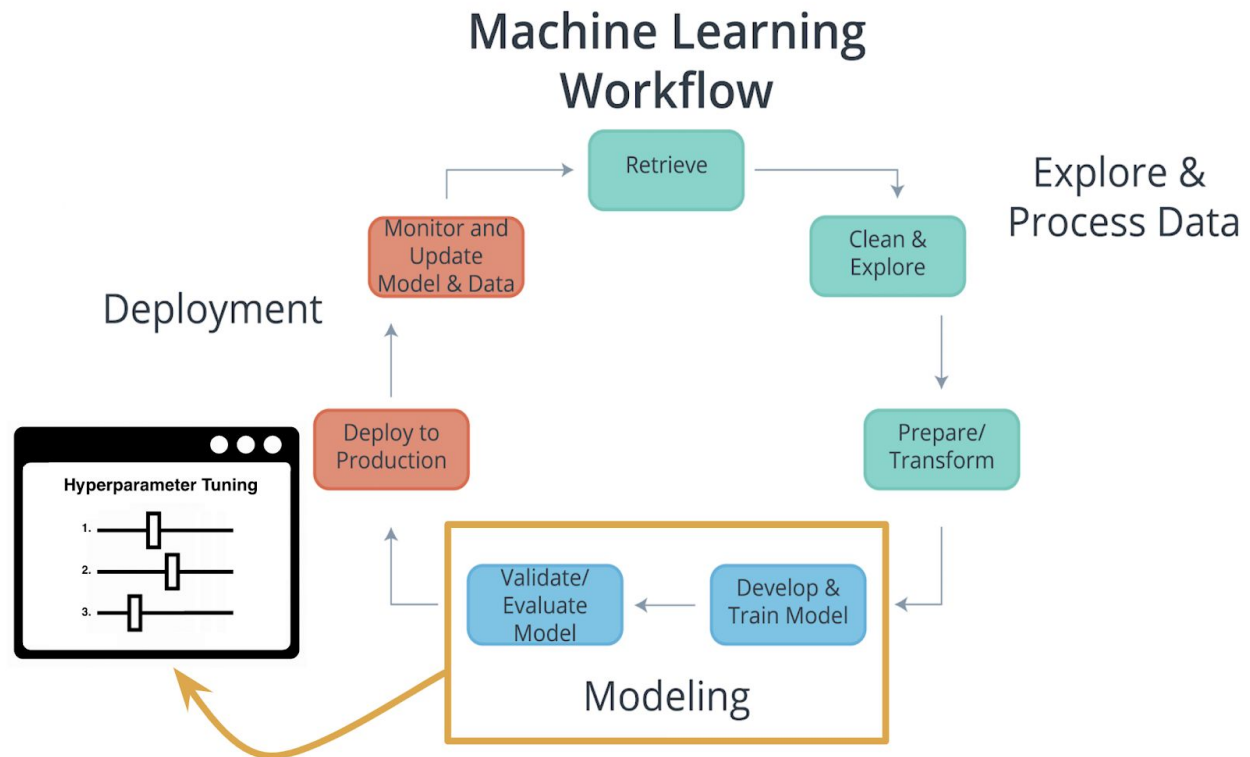 Machine Learning
Workflow
Retrieve
Explore &
Process Data
Clean &
Explore
Monitor and
Update
Model & Data
Deployment
Prepare/
Transform
Deploy to
Production
Hyperparameter Tuning
1.
2.
3.
Validate/
Evaluate
Model
Develop &
Train Model
Modeling